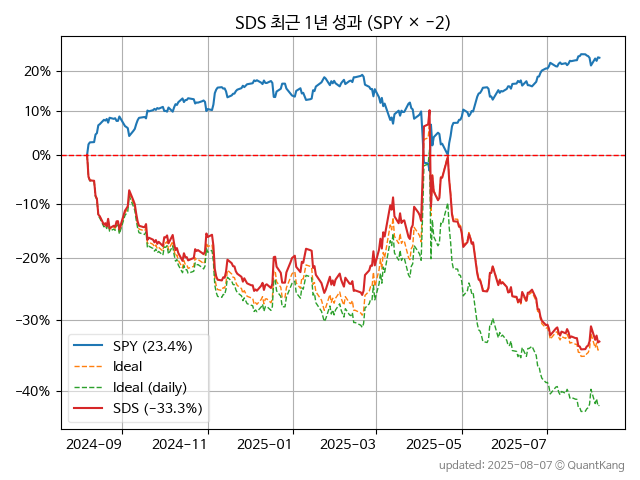 SDS 최근 1년 성과 (SPY × −2)
20%
10%
0%
−10%
−20%
−30%
−40%
SPY (23.4%)
Ideal
Ideal (daily)
SDS (−33.3%)
2024−09 2024−11 2025−01 2025−03 2025−05 2025−07
updated: 2025-08-07 © QuantKang